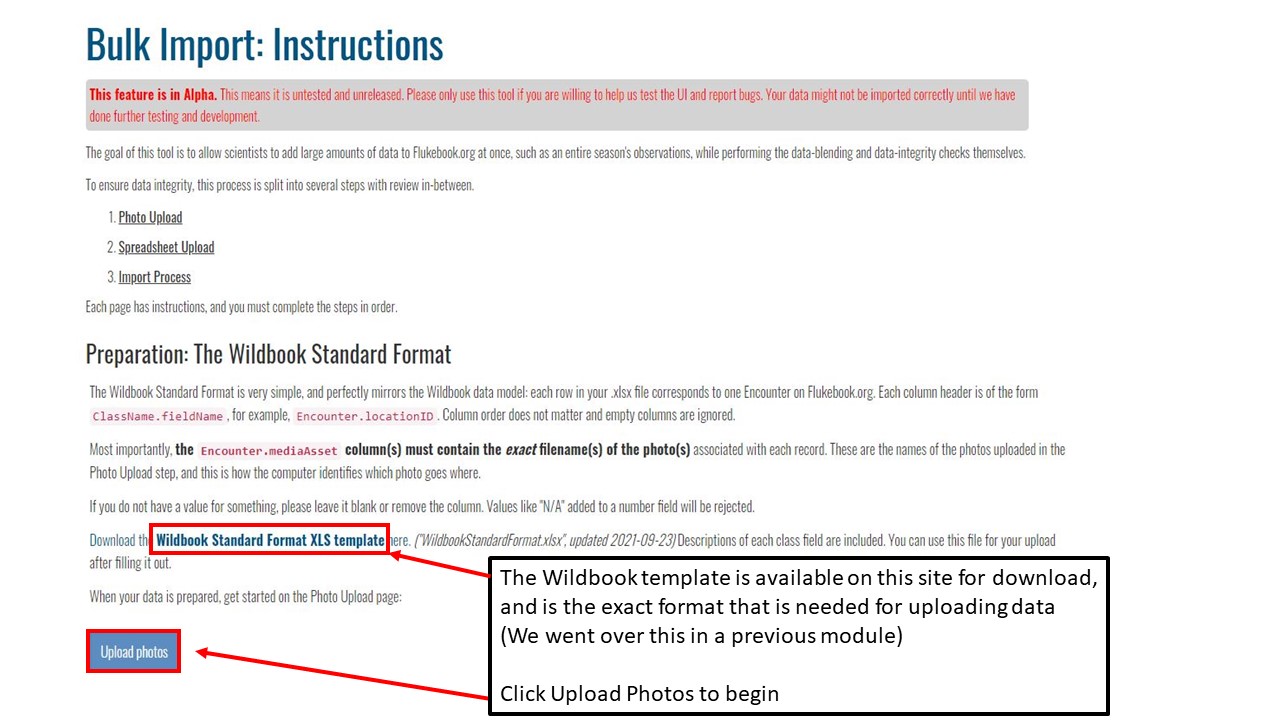 Bulk Import: Instructions
This feature is in Alpha. This means it is untested and unreleased. Please only use this tool if you are willing to help us test the UI and report bugs. Your data might not be imported correctly until we have
done further testing and development.
The goal of this tool is to allow scientists to add large amounts of data to Flukebook.org at once, such as an entire season's observations, while performing the data-blending and data-integrity checks themselves.
To ensure data integrity, this process is split into several steps with review in-between.
1. Photo Upload
2. Spreadsheet Upload
3. Import Process
Each page has instructions, and you must complete the steps in order.
Preparation: The Wildbook Standard Format
The Wildbook Standard Format is very simple, and perfectly mirrors the Wildbook data model: each row in your .xlsx file corresponds to one Encounter on Flukebook.org. Each column header is of the form
ClassName.fieldName , for example, Encounter.locationID . Column order does not matter and empty columns are ignored.
Most importantly, the Encounter.mediaAsset column(s) must contain the exact filename(s) of the photo(s) associated with each record. These are the names of the photos uploaded in the
Photo Upload step, and this is how the computer identifies which photo goes where.
If you do not have a value for something, please leave it blank or remove the column. Values like "N/A" added to a number field will be rejected.
Download th Wildbook Standard Format XLS template here. ("WildbookStandardFormat.xlsx", updated 2021-09-23) Descriptions of each class field are included. You can use this file for your upload
after filling it out.
When your data is prepared, get started on the Photo Upload page:
Upload photos
The Wildbook template is available on this site for download,
and is the exact format that is needed for uploading data
(We went over this in a previous module)
Click Upload Photos to begin